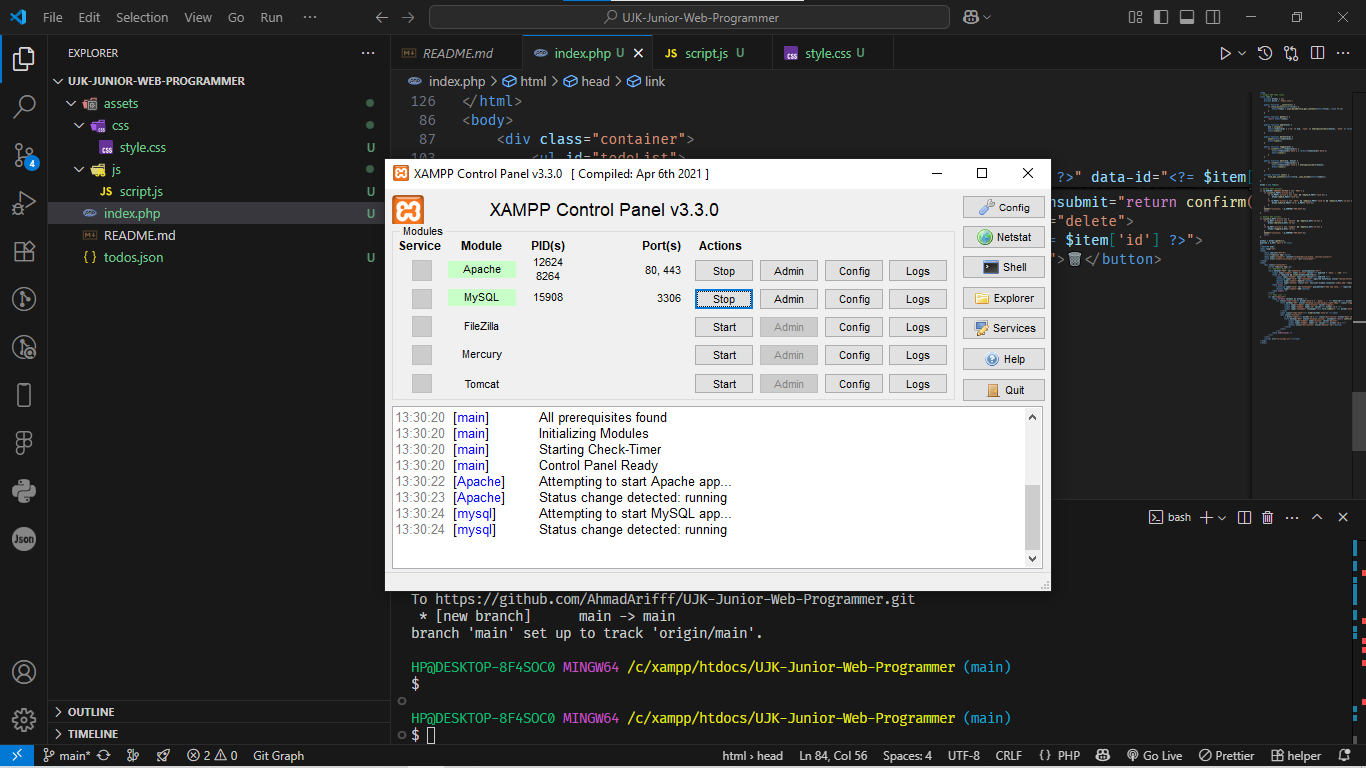 File Edit Selection View Go Run ··· UJK-Junior-Web-Programmer
EXPLORER
UJK-JUNIOR-WEB-PROGRAMMER
assets
css
style.css U
js
JS script.js U
index.php U
README.md
{} todos.json U
OUTLINE
TIMELINE
4
Json
README.md index.php U JS script.js U style.css U
index.php > html > head > link
126 </html>
86 <body>
87 <div class="container">
103 <ul id="todoList">
?>" data-id="<?= $item[
nsubmit="return confirm(
="delete">
= $item['id'] ?>">
">🗑️</button>
XAMPP Control Panel v3.3.0 [ Compiled: Apr 6th 2021 ]
XAMPP Control Panel v3.3.0
Modules
Service Module PID(s) Port(s) Actions
Apache 12624 8264 80, 443 Stop Admin Config Logs
MySQL 15908 3306 Stop Admin Config Logs
FileZilla Start Admin Config Logs
Mercury Start Admin Config Logs
Tomcat Start Admin Config Logs
Config
Netstat
Shell
Explorer
Services
Help
Quit
13:30:20 [main] All prerequisites found
13:30:20 [main] Initializing Modules
13:30:20 [main] Starting Check-Timer
13:30:20 [main] Control Panel Ready
13:30:22 [Apache] Attempting to start Apache app...
13:30:23 [Apache] Status change detected: running
13:30:24 [mysql] Attempting to start MySQL app...
13:30:24 [mysql] Status change detected: running
bash
To https://github.com/AhmadArifff/UJK-Junior-Web-Programmer.git
* [new branch] main -> main
branch 'main' set up to track 'origin/main'.
HP@DESKTOP-8F4SOC0 MINGW64 /c/xampp/htdocs/UJK-Junior-Web-Programmer (main)
$
HP@DESKTOP-8F4SOC0 MINGW64 /c/xampp/htdocs/UJK-Junior-Web-Programmer (main)
$
main* 2 0 Git Graph html › head Ln 84, Col 56 Spaces: 4 UTF-8 CRLF {} PHP Go Live Prettier helper